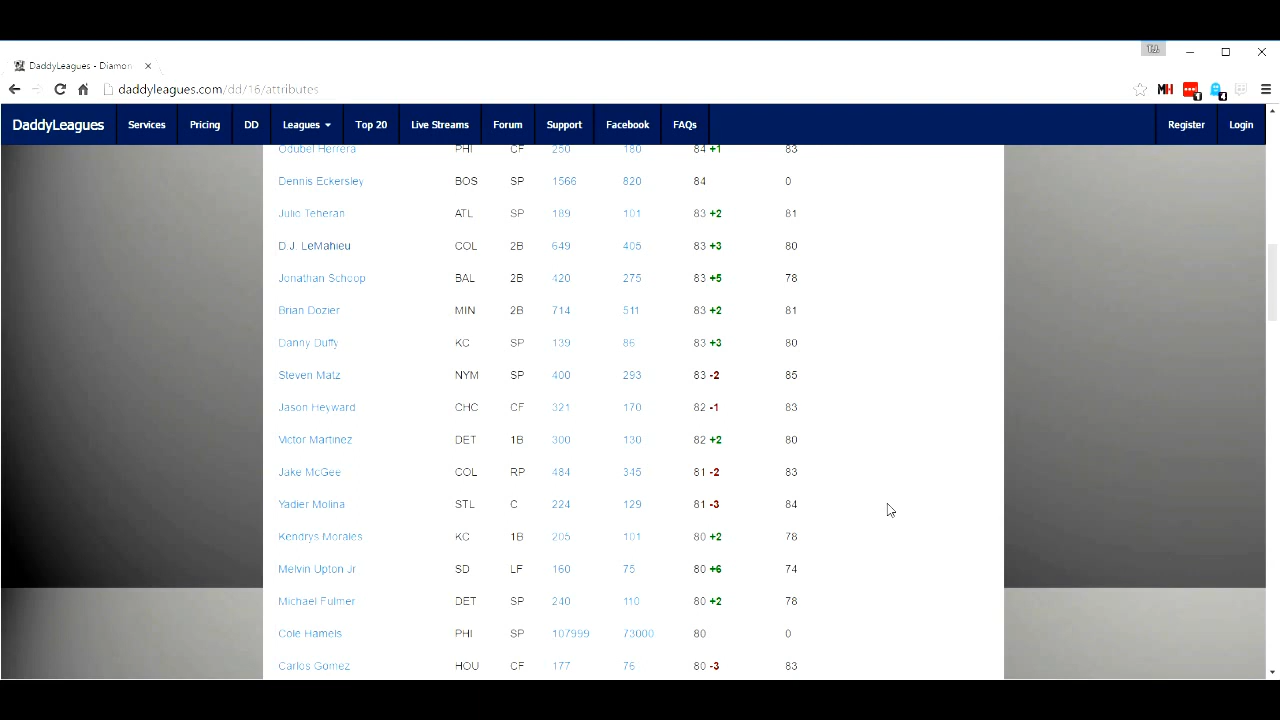 TJ
DaddyLeagues - Diamon
daddyleagues.com/dd/16/attributes
MH
1
4
DaddyLeagues Services Pricing DD Leagues Top 20 Live Streams Forum Support Facebook FAQs Register Login
Odubel Herrera PHI CF 250 180 84 +1 83
Dennis Eckersley BOS SP 1566 820 84 0
Julio Teheran ATL SP 189 101 83 +2 81
D.J. LeMahieu COL 2B 649 405 83 +3 80
Jonathan Schoop BAL 2B 420 275 83 +5 78
Brian Dozier MIN 2B 714 511 83 +2 81
Danny Duffy KC SP 139 86 83 +3 80
Steven Matz NYM SP 400 293 83 -2 85
Jason Heyward CHC CF 321 170 82 -1 83
Victor Martinez DET 1B 300 130 82 +2 80
Jake McGee COL RP 484 345 81 -2 83
Yadier Molina STL C 224 129 81 -3 84
Kendrys Morales KC 1B 205 101 80 +2 78
Melvin Upton Jr SD LF 160 75 80 +6 74
Michael Fulmer DET SP 240 110 80 +2 78
Cole Hamels PHI SP 107999 73000 80 0
Carlos Gomez HOU CF 177 76 80 -3 83